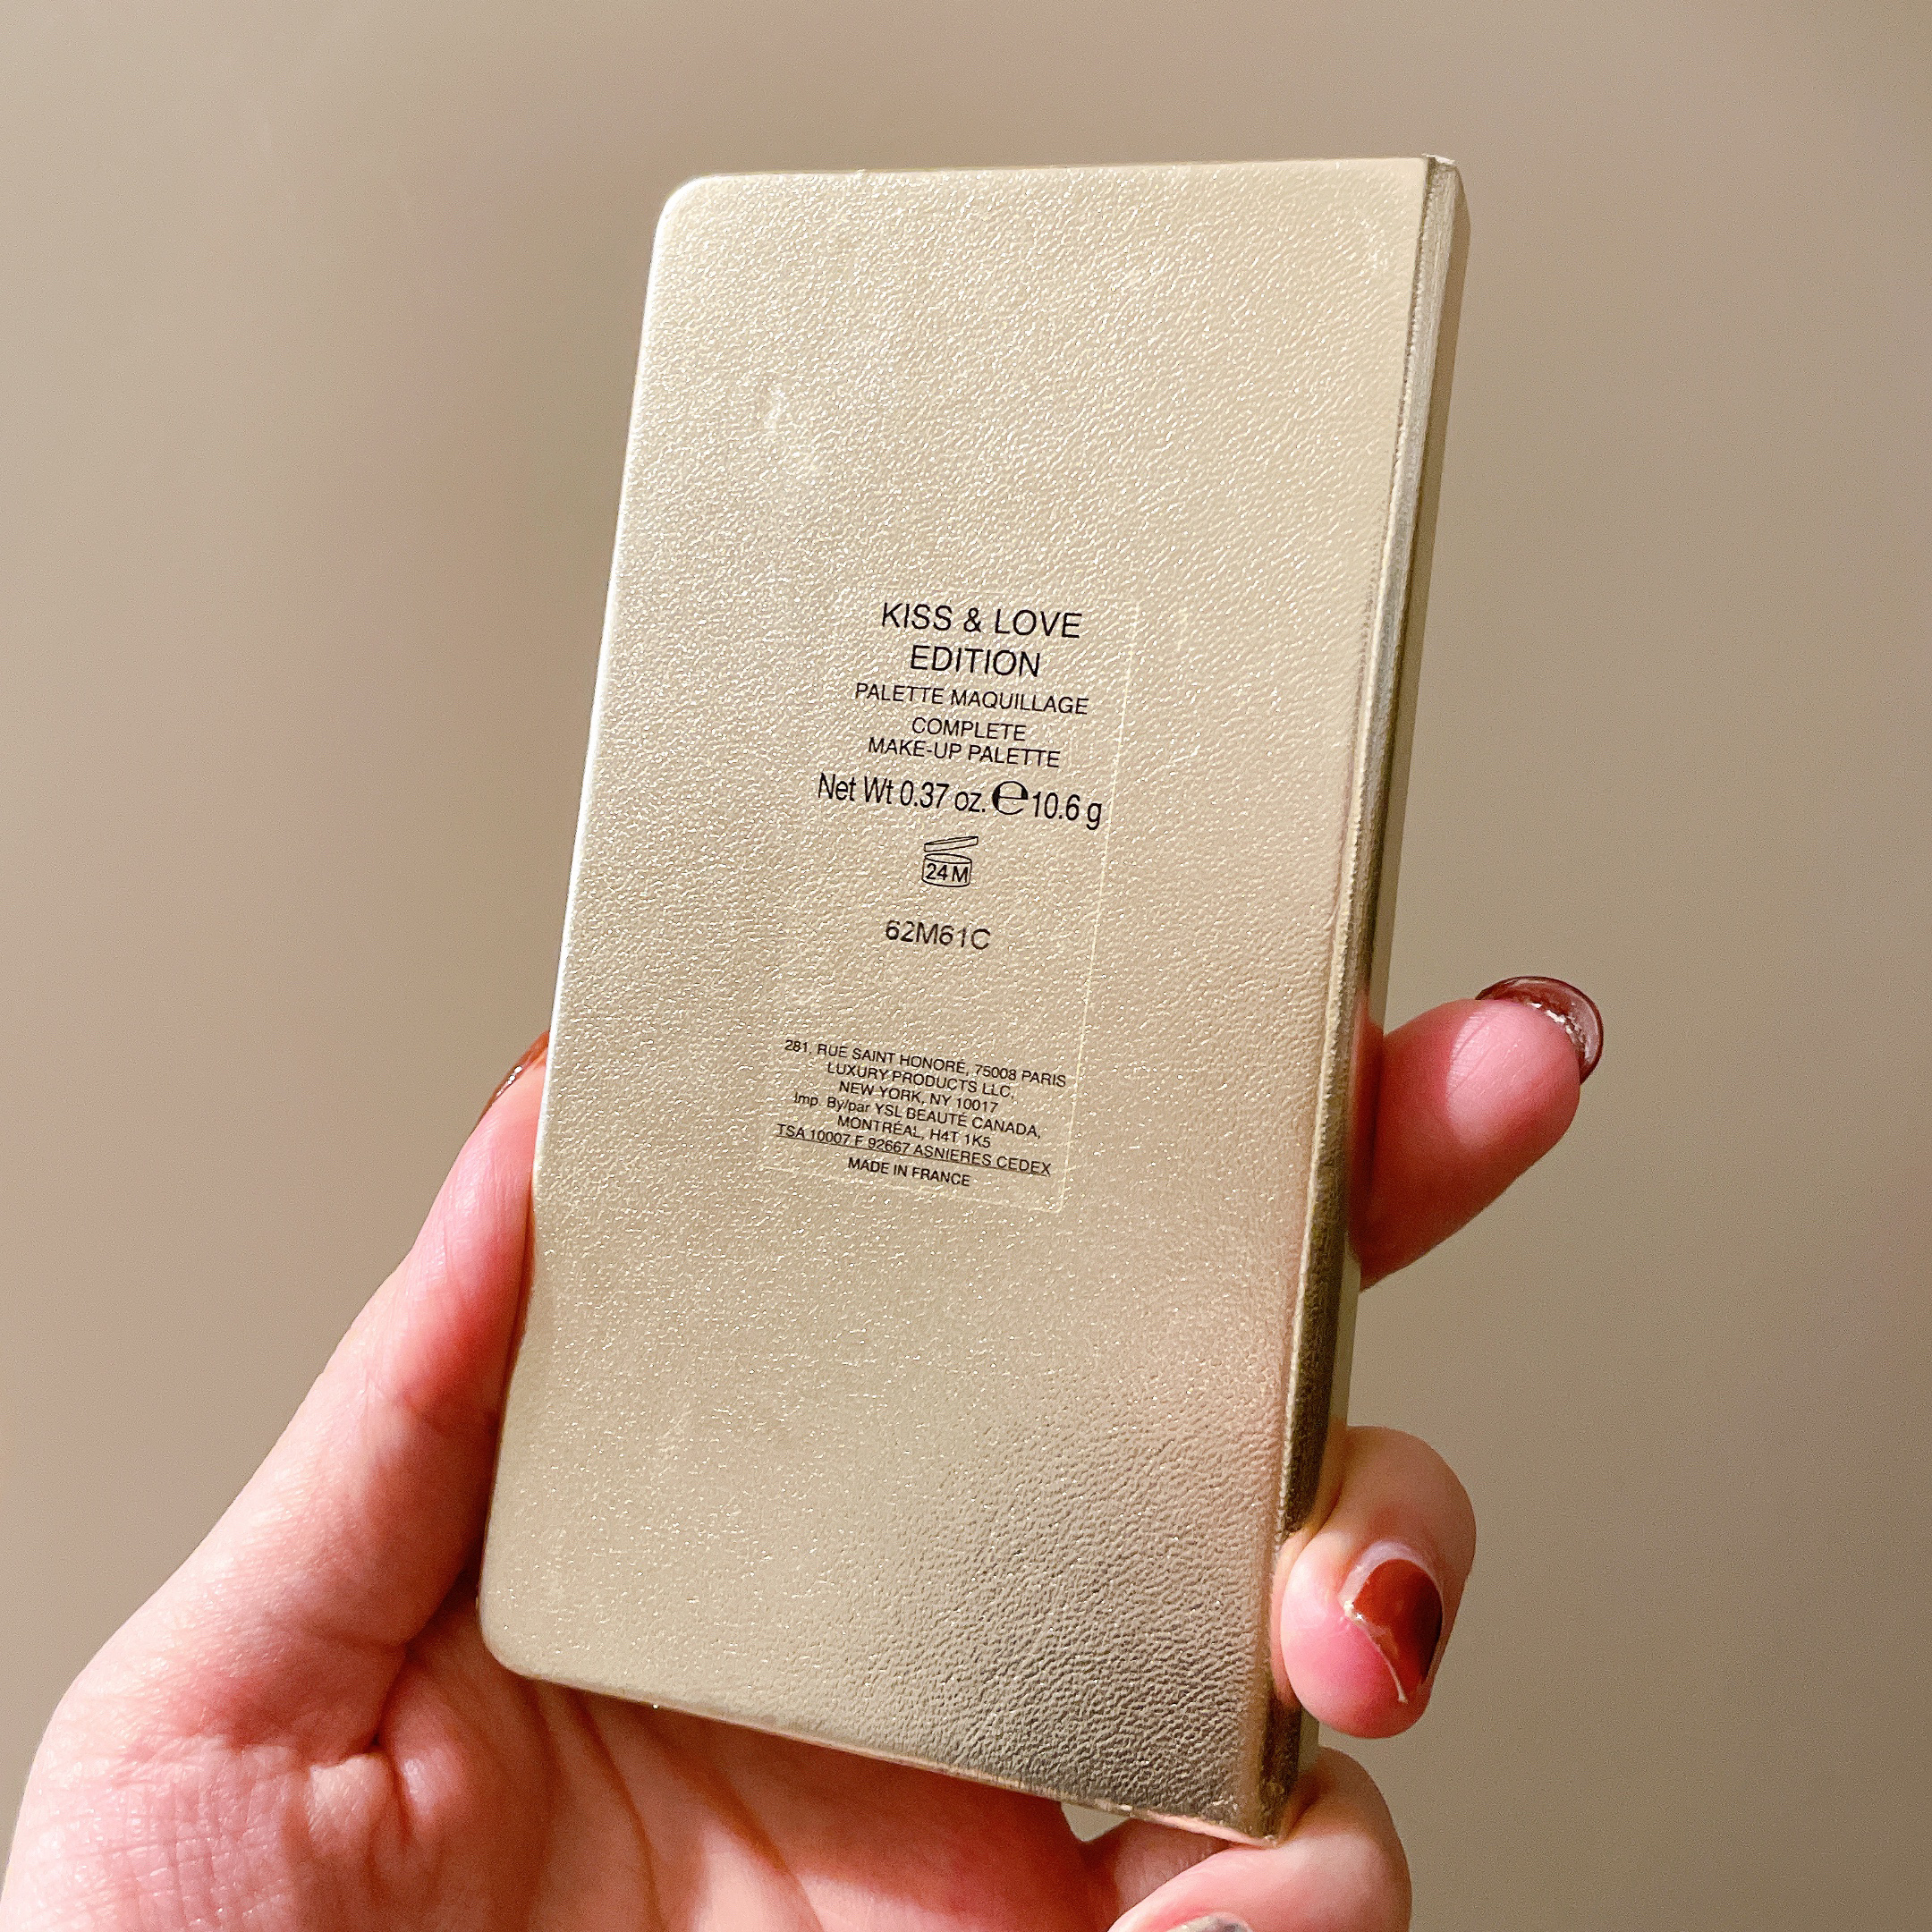 KISS & LOVE
EDITION
PALETTE MAQUILLAGE
COMPLETE
MAKE-UP PALETTE
Net Wt 0.37 oz. ℮ 10.6 g
24 M
62M61C
281, RUE SAINT HONORÉ, 75008 PARIS
LUXURY PRODUCTS LLC,
NEW YORK, NY 10017
Imp. By/par YSL BEAUTÉ CANADA,
MONTRÉAL, H4T 1K5
TSA 10007 F 92667 ASNIERES CEDEX
MADE IN FRANCE